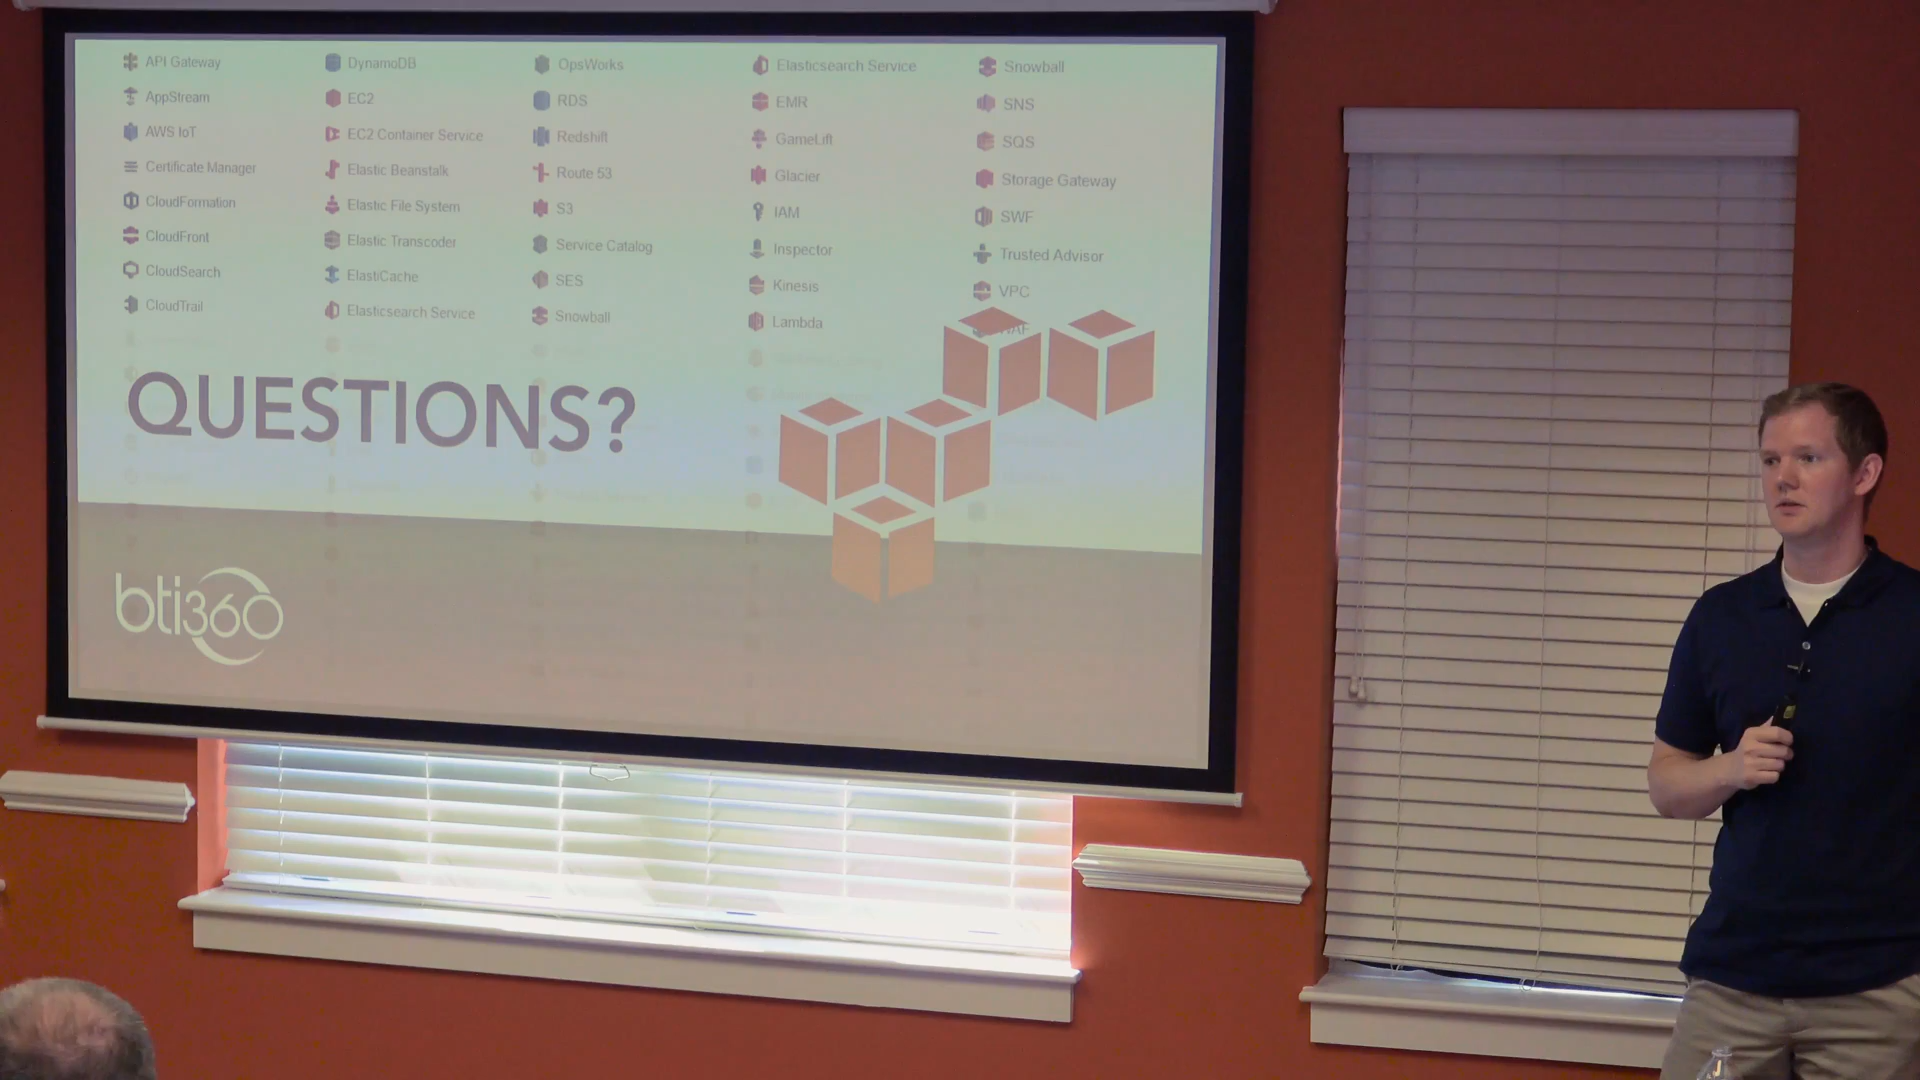 API Gateway
AppStream
AWS IoT
Certificate Manager
CloudFormation
CloudFront
CloudSearch
CloudTrail
DynamoDB
EC2
EC2 Container Service
Elastic Beanstalk
Elastic File System
Elastic Transcoder
ElastiCache
Elasticsearch Service
OpsWorks
RDS
Redshift
Route 53
S3
Service Catalog
SES
Snowball
Elasticsearch Service
EMR
GameLift
Glacier
IAM
Inspector
Kinesis
Lambda
Snowball
SNS
SQS
Storage Gateway
SWF
Trusted Advisor
VPC
QUESTIONS?
bti360